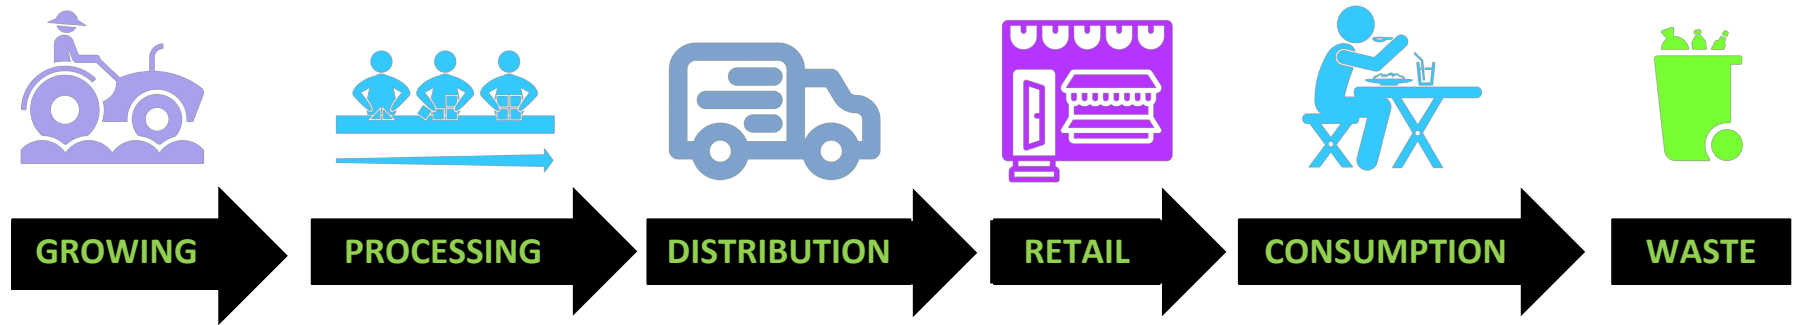 GROWING
PROCESSING
DISTRIBUTION
RETAIL
CONSUMPTION
WASTE